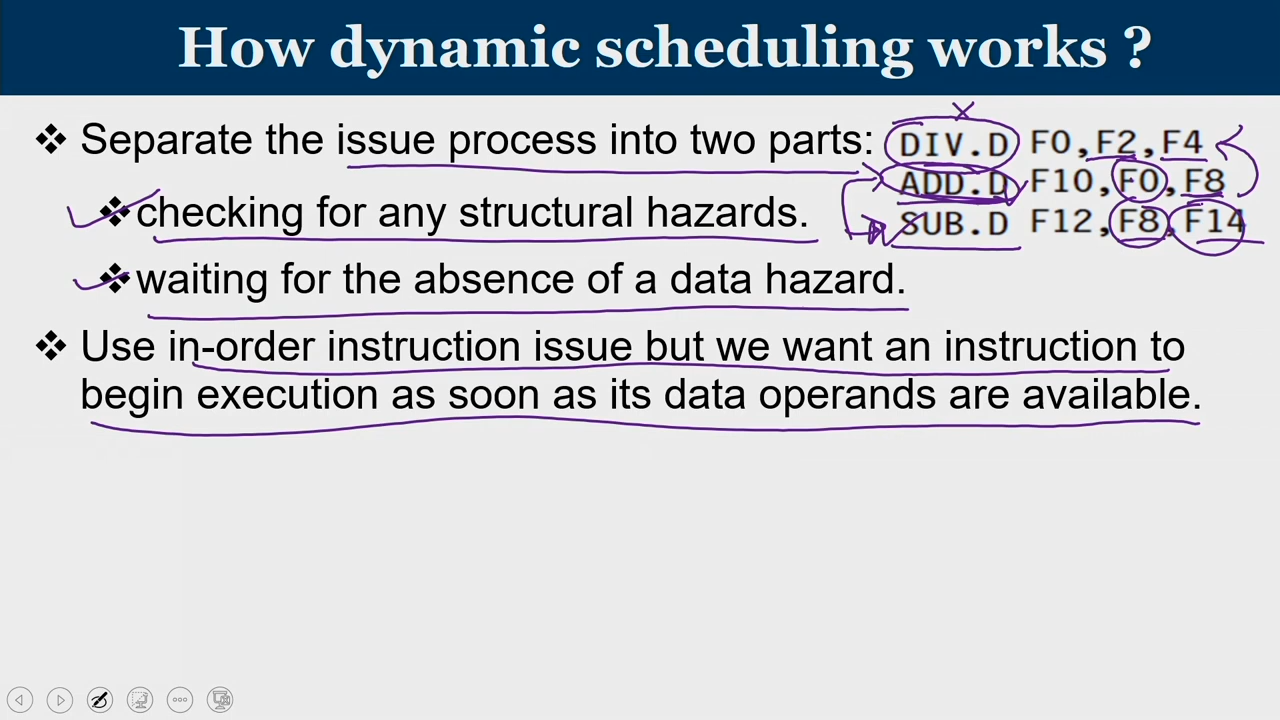 How dynamic scheduling works ?
❖ Separate the issue process into two parts:
❖ checking for any structural hazards.
❖ waiting for the absence of a data hazard.
❖ Use in-order instruction issue but we want an instruction to
begin execution as soon as its data operands are available.
DIV.D F0,F2,F4
ADD.D F10,F0,F8
SUB.D F12,F8,F14